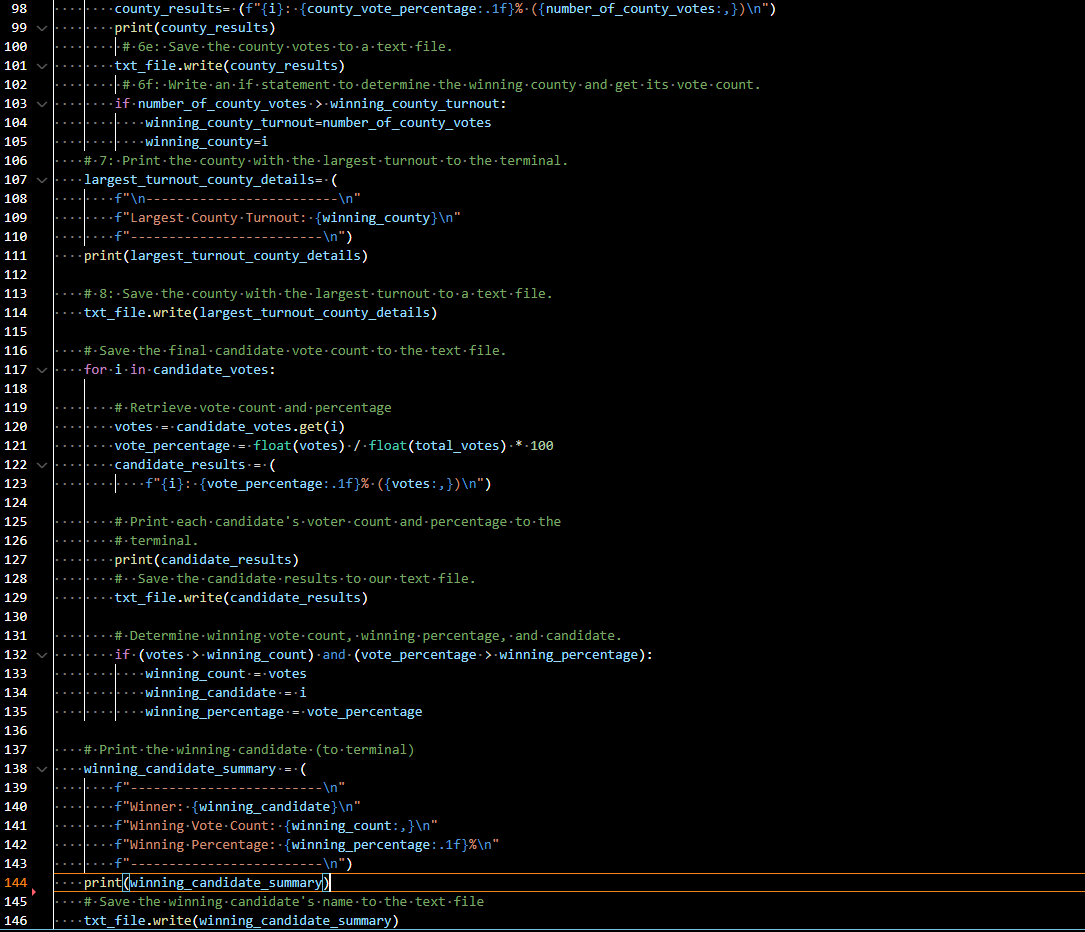 98 county_results= (f"{i}: {county_vote_percentage:.1f}% ({number_of_county_votes:,})\n")
99 print(county_results)
100 # 6e: Save the county votes to a text file.
101 txt_file.write(county_results)
102 # 6f: Write an if statement to determine the winning county and get its vote count.
103 if number_of_county_votes > winning_county_turnout:
104 winning_county_turnout=number_of_county_votes
105 winning_county=i
106 # 7: Print the county with the largest turnout to the terminal.
107 largest_turnout_county_details= (
108 f"\n-------------------------\n"
109 f"Largest County Turnout: {winning_county}\n"
110 f"-------------------------\n")
111 print(largest_turnout_county_details)
112
113 # 8: Save the county with the largest turnout to a text file.
114 txt_file.write(largest_turnout_county_details)
115
116 # Save the final candidate vote count to the text file.
117 for i in candidate_votes:
118
119 # Retrieve vote count and percentage
120 votes = candidate_votes.get(i)
121 vote_percentage = float(votes) / float(total_votes) * 100
122 candidate_results = (
123 f"{i}: {vote_percentage:.1f}% ({votes:,})\n")
124
125 # Print each candidate's voter count and percentage to the
126 # terminal.
127 print(candidate_results)
128 #  Save the candidate results to our text file.
129 txt_file.write(candidate_results)
130
131 # Determine winning vote count, winning percentage, and candidate.
132 if (votes > winning_count) and (vote_percentage > winning_percentage):
133 winning_count = votes
134 winning_candidate = i
135 winning_percentage = vote_percentage
136
137 # Print the winning candidate (to terminal)
138 winning_candidate_summary = (
139 f"-------------------------\n"
140 f"Winner: {winning_candidate}\n"
141 f"Winning Vote Count: {winning_count:,}\n"
142 f"Winning Percentage: {winning_percentage:.1f}%\n"
143 f"-------------------------\n")
144 print(winning_candidate_summary)
145 # Save the winning candidate's name to the text file
146 txt_file.write(winning_candidate_summary)